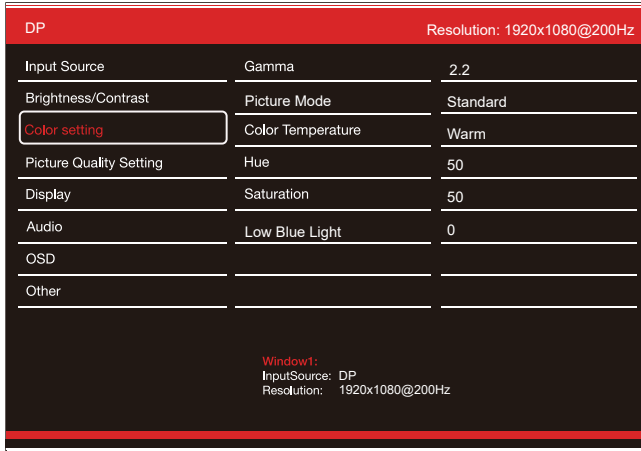 DP Resolution: 1920x1080@200Hz
Input Source Gamma 2.2
Brightness/Contrast Picture Mode Standard
Color setting Color Temperature Warm
Picture Quality Setting Hue 50
Display Saturation 50
Audio Low Blue Light 0
OSD
Other
Window1:
InputSource: DP
Resolution: 1920x1080@200Hz